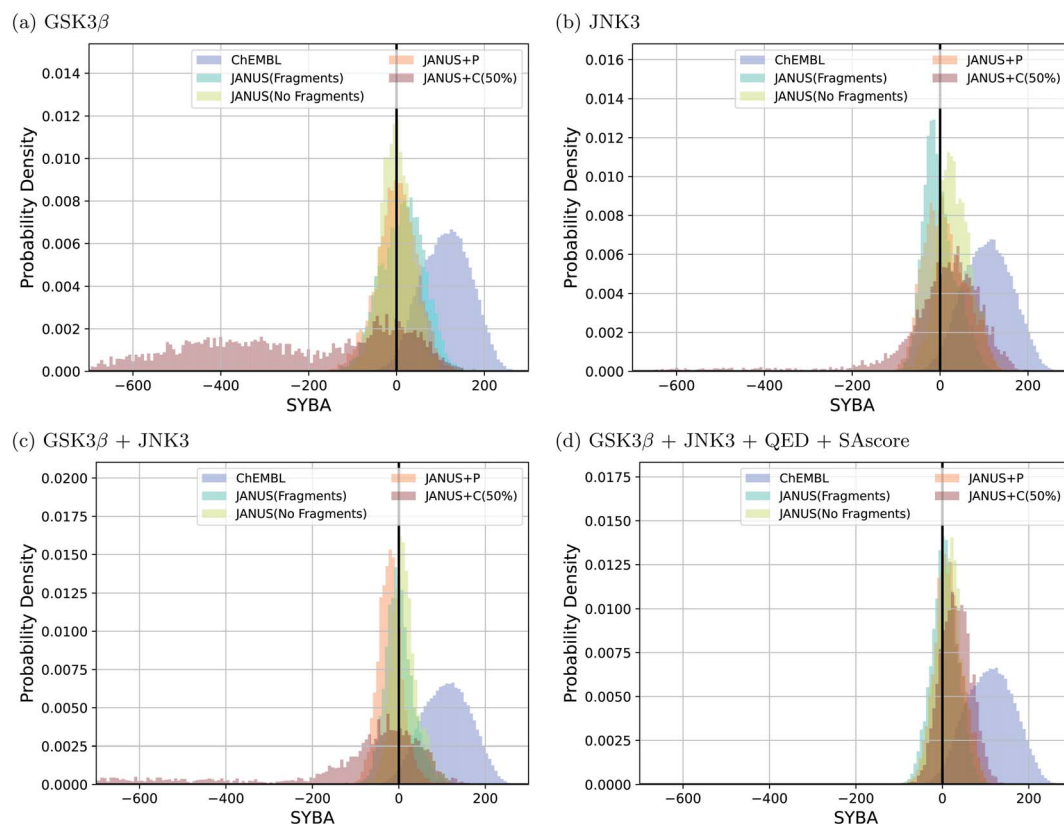 (a) GSK3β
ChEMBL
JANUS(Fragments)
JANUS(No Fragments)
JANUS+P
JANUS+C(50%)
0.014
0.012
0.010
0.008
0.006
0.004
0.002
0.000
Probability Density
−600 −400 −200 0 200
SYBA
(b) JNK3
ChEMBL
JANUS(Fragments)
JANUS(No Fragments)
JANUS+P
JANUS+C(50%)
0.016
0.014
0.012
0.010
0.008
0.006
0.004
0.002
0.000
Probability Density
−600 −400 −200 0 200
SYBA
(c) GSK3β + JNK3
ChEMBL
JANUS(Fragments)
JANUS(No Fragments)
JANUS+P
JANUS+C(50%)
0.0200
0.0175
0.0150
0.0125
0.0100
0.0075
0.0050
0.0025
0.0000
Probability Density
−600 −400 −200 0 200
SYBA
(d) GSK3β + JNK3 + QED + SAscore
ChEMBL
JANUS(Fragments)
JANUS(No Fragments)
JANUS+P
JANUS+C(50%)
0.0175
0.0150
0.0125
0.0100
0.0075
0.0050
0.0025
0.0000
Probability Density
−600 −400 −200 0 200
SYBA